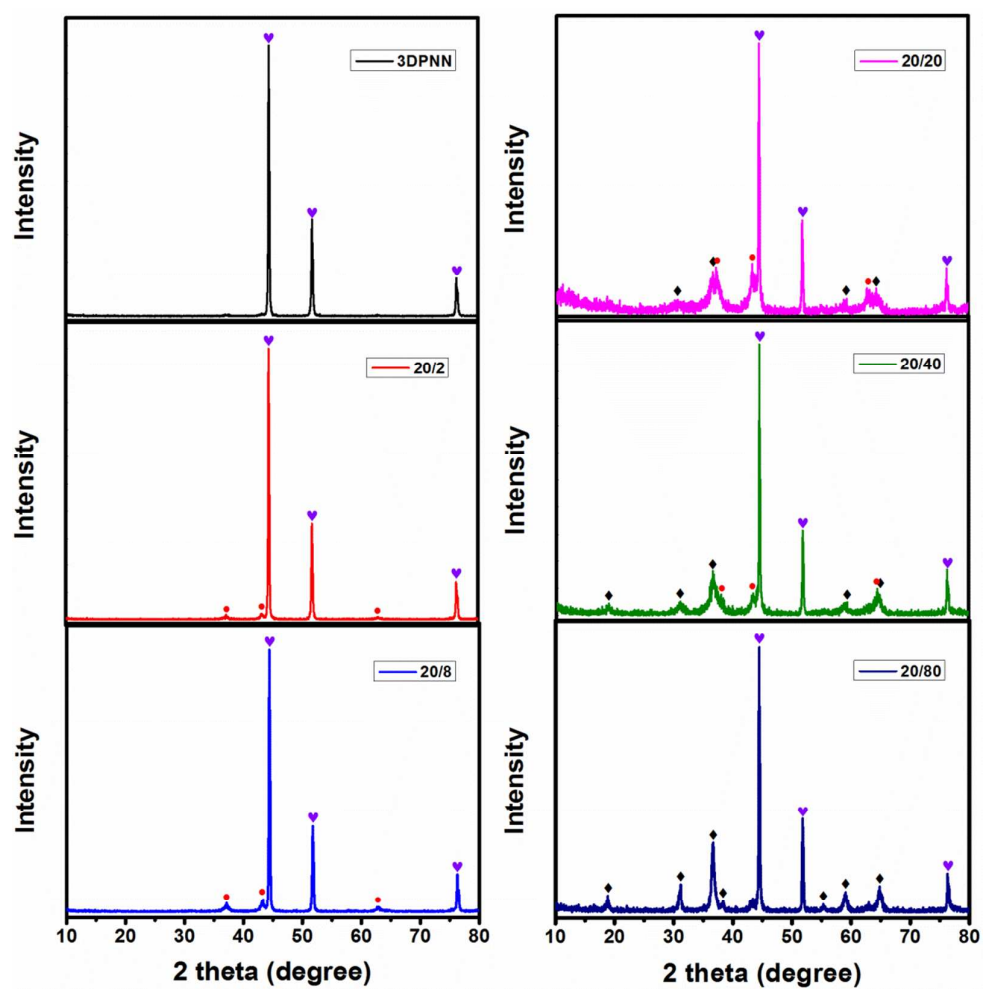 Intensity
3DPNN
Intensity
20/2
Intensity
20/8
10 20 30 40 50 60 70 80
2 theta (degree)
Intensity
20/20
Intensity
20/40
Intensity
20/80
10 20 30 40 50 60 70 80
2 theta (degree)